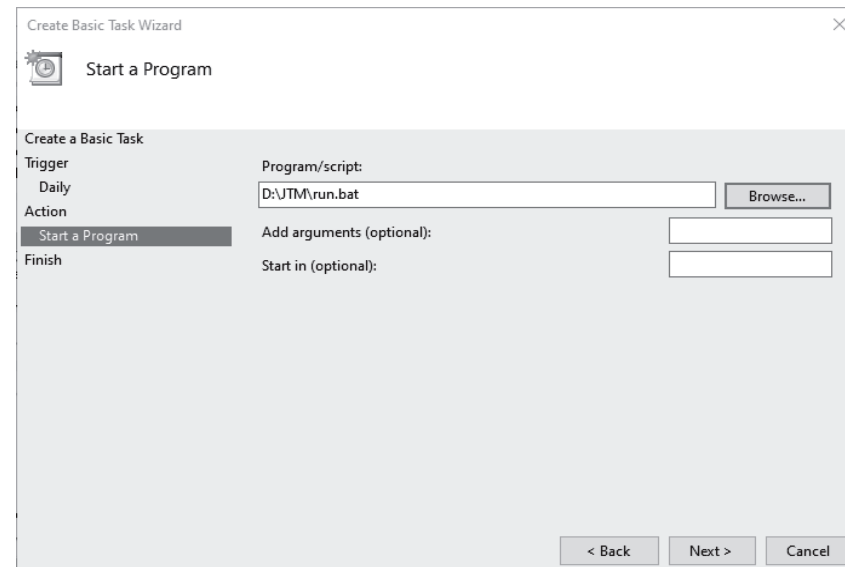 Create Basic Task Wizard
Start a Program
Create a Basic Task
Trigger
Daily
Action
Start a Program
Finish
Program/script:
D:\JTM\run.bat
Browse...
Add arguments (optional):
Start in (optional):
< Back
Next >
Cancel